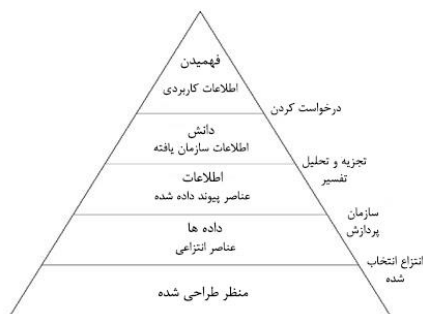 فهمیدن
اطلاعات کاربردی
درخواست کردن
دانش
اطلاعات سازمان یافته
تجزیه و تحلیل
تفسیر
اطلاعات
عناصر پیوند داده شده
سازمان
پردازش
داده ها
عناصر انتزاعی
انتزاع انتخاب
شده
منظر طراحی شده